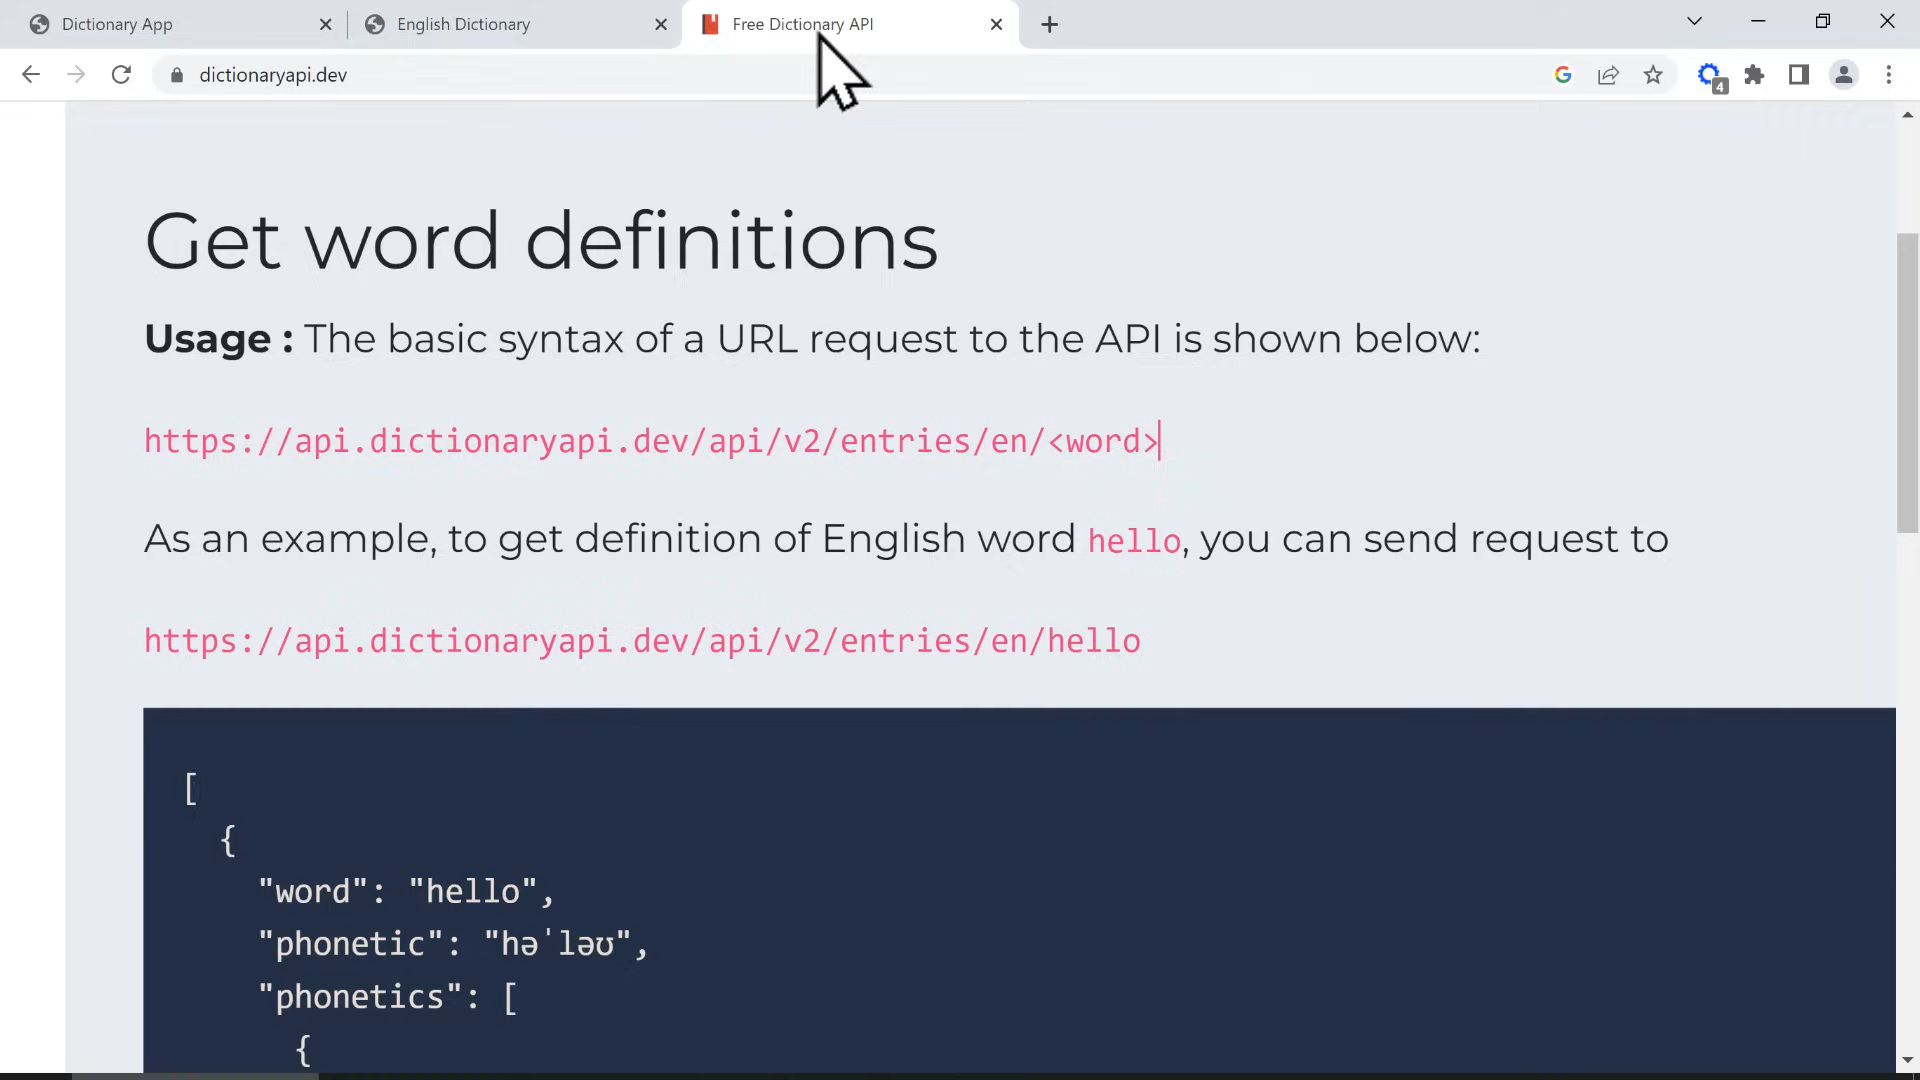 Dictionary App
English Dictionary
Free Dictionary API
dictionaryapi.dev
4
Get word definitions
Usage : The basic syntax of a URL request to the API is shown below:
https://api.dictionaryapi.dev/api/v2/entries/en/<word>
As an example, to get definition of English word hello, you can send request to
https://api.dictionaryapi.dev/api/v2/entries/en/hello
[
{
"word": "hello",
"phonetic": "həˈləʊ",
"phonetics": [
{